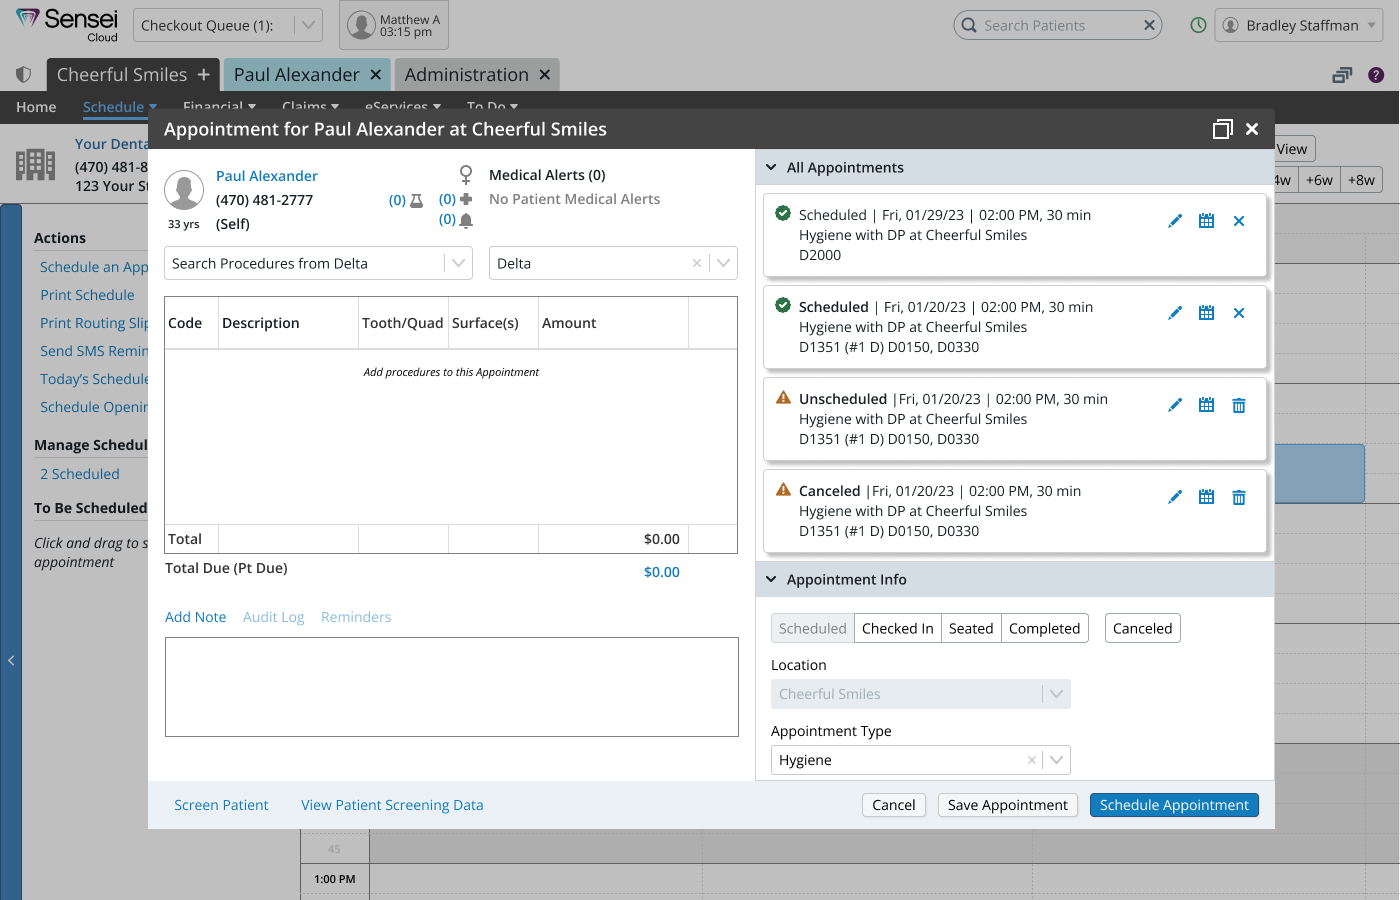 Sensei
Cloud
Checkout Queue (1):
Matthew A
03:15 pm
Search Patients
Bradley Staffman
Cheerful Smiles +
Paul Alexander
Administration
Home
Schedule
Financial
Claims
eServices
To Do
Appointment for Paul Alexander at Cheerful Smiles
Your Denta
(470) 481-8
123 Your St
View
4w
+6w
+8w
Actions
Schedule an App
Print Schedule
Print Routing Slip
Send SMS Remin
Today's Schedule
Schedule Openin
Manage Schedul
2 Scheduled
To Be Scheduled
Click and drag to s
appointment
Paul Alexander
(470) 481-2777
33 yrs
(Self)
(0)
(0)
(0)
Medical Alerts (0)
No Patient Medical Alerts
Search Procedures from Delta
Delta
Code
Description
Tooth/Quad
Surface(s)
Amount
Add procedures to this Appointment
Total
$0.00
Total Due (Pt Due)
$0.00
Add Note
Audit Log
Reminders
All Appointments
Scheduled | Fri, 01/29/23 | 02:00 PM, 30 min
Hygiene with DP at Cheerful Smiles
D2000
Scheduled | Fri, 01/20/23 | 02:00 PM, 30 min
Hygiene with DP at Cheerful Smiles
D1351 (#1 D) D0150, D0330
Unscheduled |Fri, 01/20/23 | 02:00 PM, 30 min
Hygiene with DP at Cheerful Smiles
D1351 (#1 D) D0150, D0330
Canceled |Fri, 01/20/23 | 02:00 PM, 30 min
Hygiene with DP at Cheerful Smiles
D1351 (#1 D) D0150, D0330
Appointment Info
Scheduled
Checked In
Seated
Completed
Canceled
Location
Cheerful Smiles
Appointment Type
Hygiene
Screen Patient
View Patient Screening Data
Cancel
Save Appointment
Schedule Appointment
45
1:00 PM